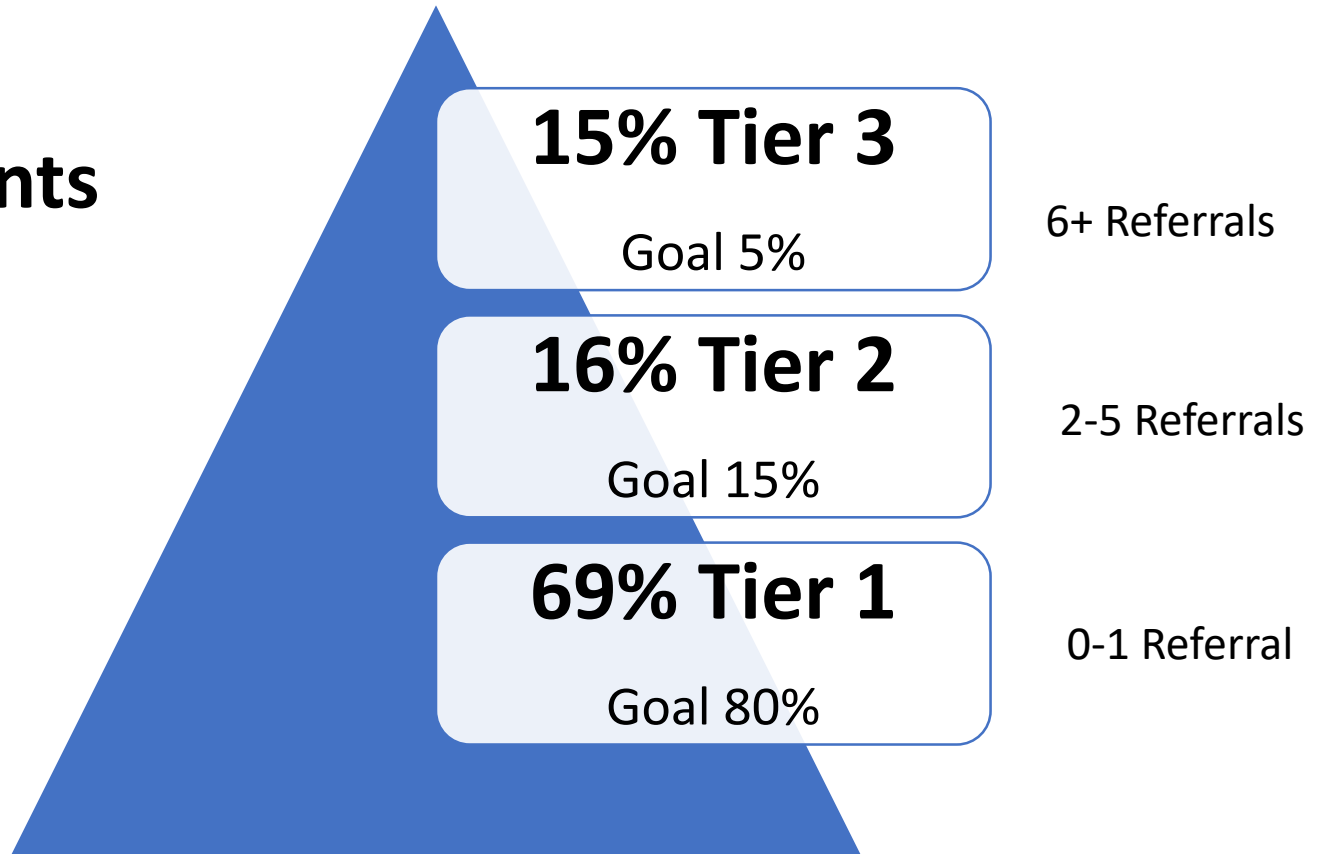 15% Tier 3
Goal 5%
6+ Referrals
16% Tier 2
Goal 15%
2-5 Referrals
69% Tier 1
Goal 80%
0-1 Referral